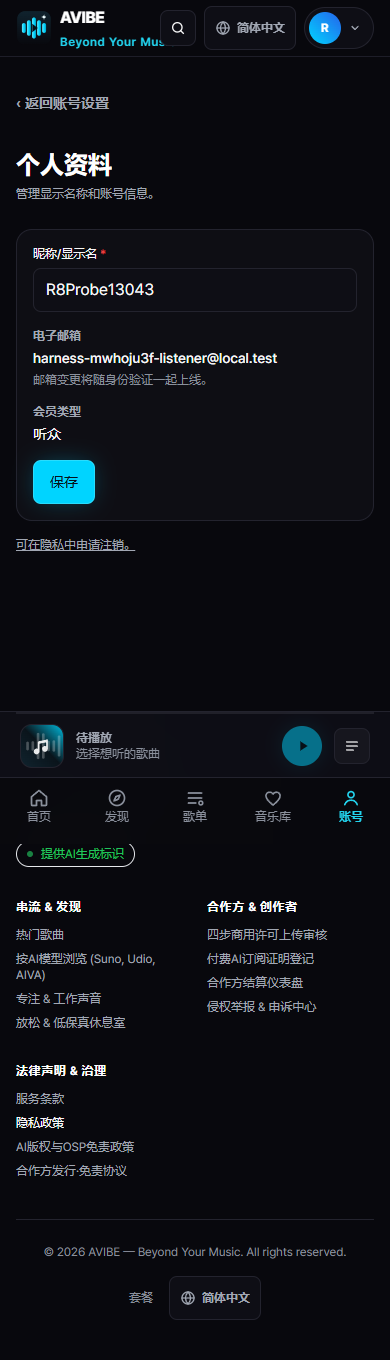 AVIBE
Beyond Your Mus
简体中文
R
‹ 返回账号设置
个人资料
管理显示名称和账号信息。
昵称/显示名 *
R8Probe13043
电子邮箱
harness-mwhoju3f-listener@local.test
邮箱变更将随身份验证一起上线。
会员类型
听众
保存
可在隐私中申请注销。
待播放
选择想听的歌曲
首页
发现
歌单
音乐库
账号
提供AI生成标识
串流 & 发现
热门歌曲
按AI模型浏览 (Suno, Udio,
AIVA)
专注 & 工作声音
放松 & 低保真休息室
合作方 & 创作者
四步商用许可上传审核
付费AI订阅证明登记
合作方结算仪表盘
侵权举报 & 申诉中心
法律声明 & 治理
服务条款
隐私政策
AI版权与OSP免责政策
合作方发行·免责协议
© 2026 AVIBE — Beyond Your Music. All rights reserved.
套餐
简体中文